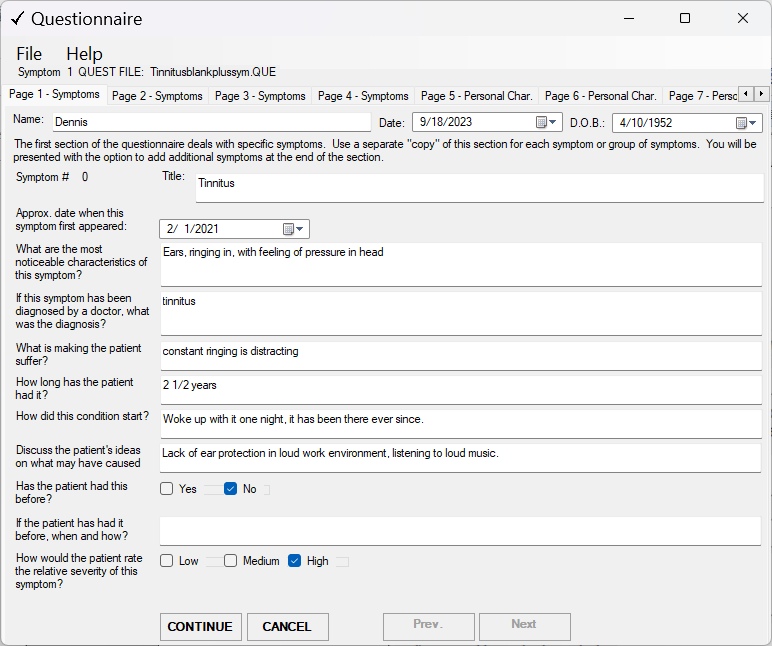 Questionnaire
File Help
Symptom 1 QUEST FILE: Tinnitusblankplussym.QUE
Page 1 - Symptoms Page 2 - Symptoms Page 3 - Symptoms Page 4 - Symptoms Page 5 - Personal Char. Page 6 - Personal Char. Page 7 - Perso
Name: Dennis Date: 9/18/2023 D.O.B.: 4/10/1952
The first section of the questionnaire deals with specific symptoms. Use a separate "copy" of this section for each symptom or group of symptoms. You will be
presented with the option to add additional symptoms at the end of the section.
Symptom # 0 Title: Tinnitus
Approx. date when this
symptom first appeared: 2/ 1/2021
What are the most
noticeable characteristics of
this symptom?
Ears, ringing in, with feeling of pressure in head
If this symptom has been
diagnosed by a doctor, what
was the diagnosis?
tinnitus
What is making the patient
suffer?
constant ringing is distracting
How long has the patient
had it?
2 1/2 years
How did this condition start? Woke up with it one night, it has been there ever since.
Discuss the patient's ideas
on what may have caused
Lack of ear protection in loud work environment, listening to loud music.
Has the patient had this
before?
Yes No
If the patient has had it
before, when and how?
How would the patient rate
the relative severity of this
symptom?
Low Medium High
CONTINUE CANCEL Prev. Next